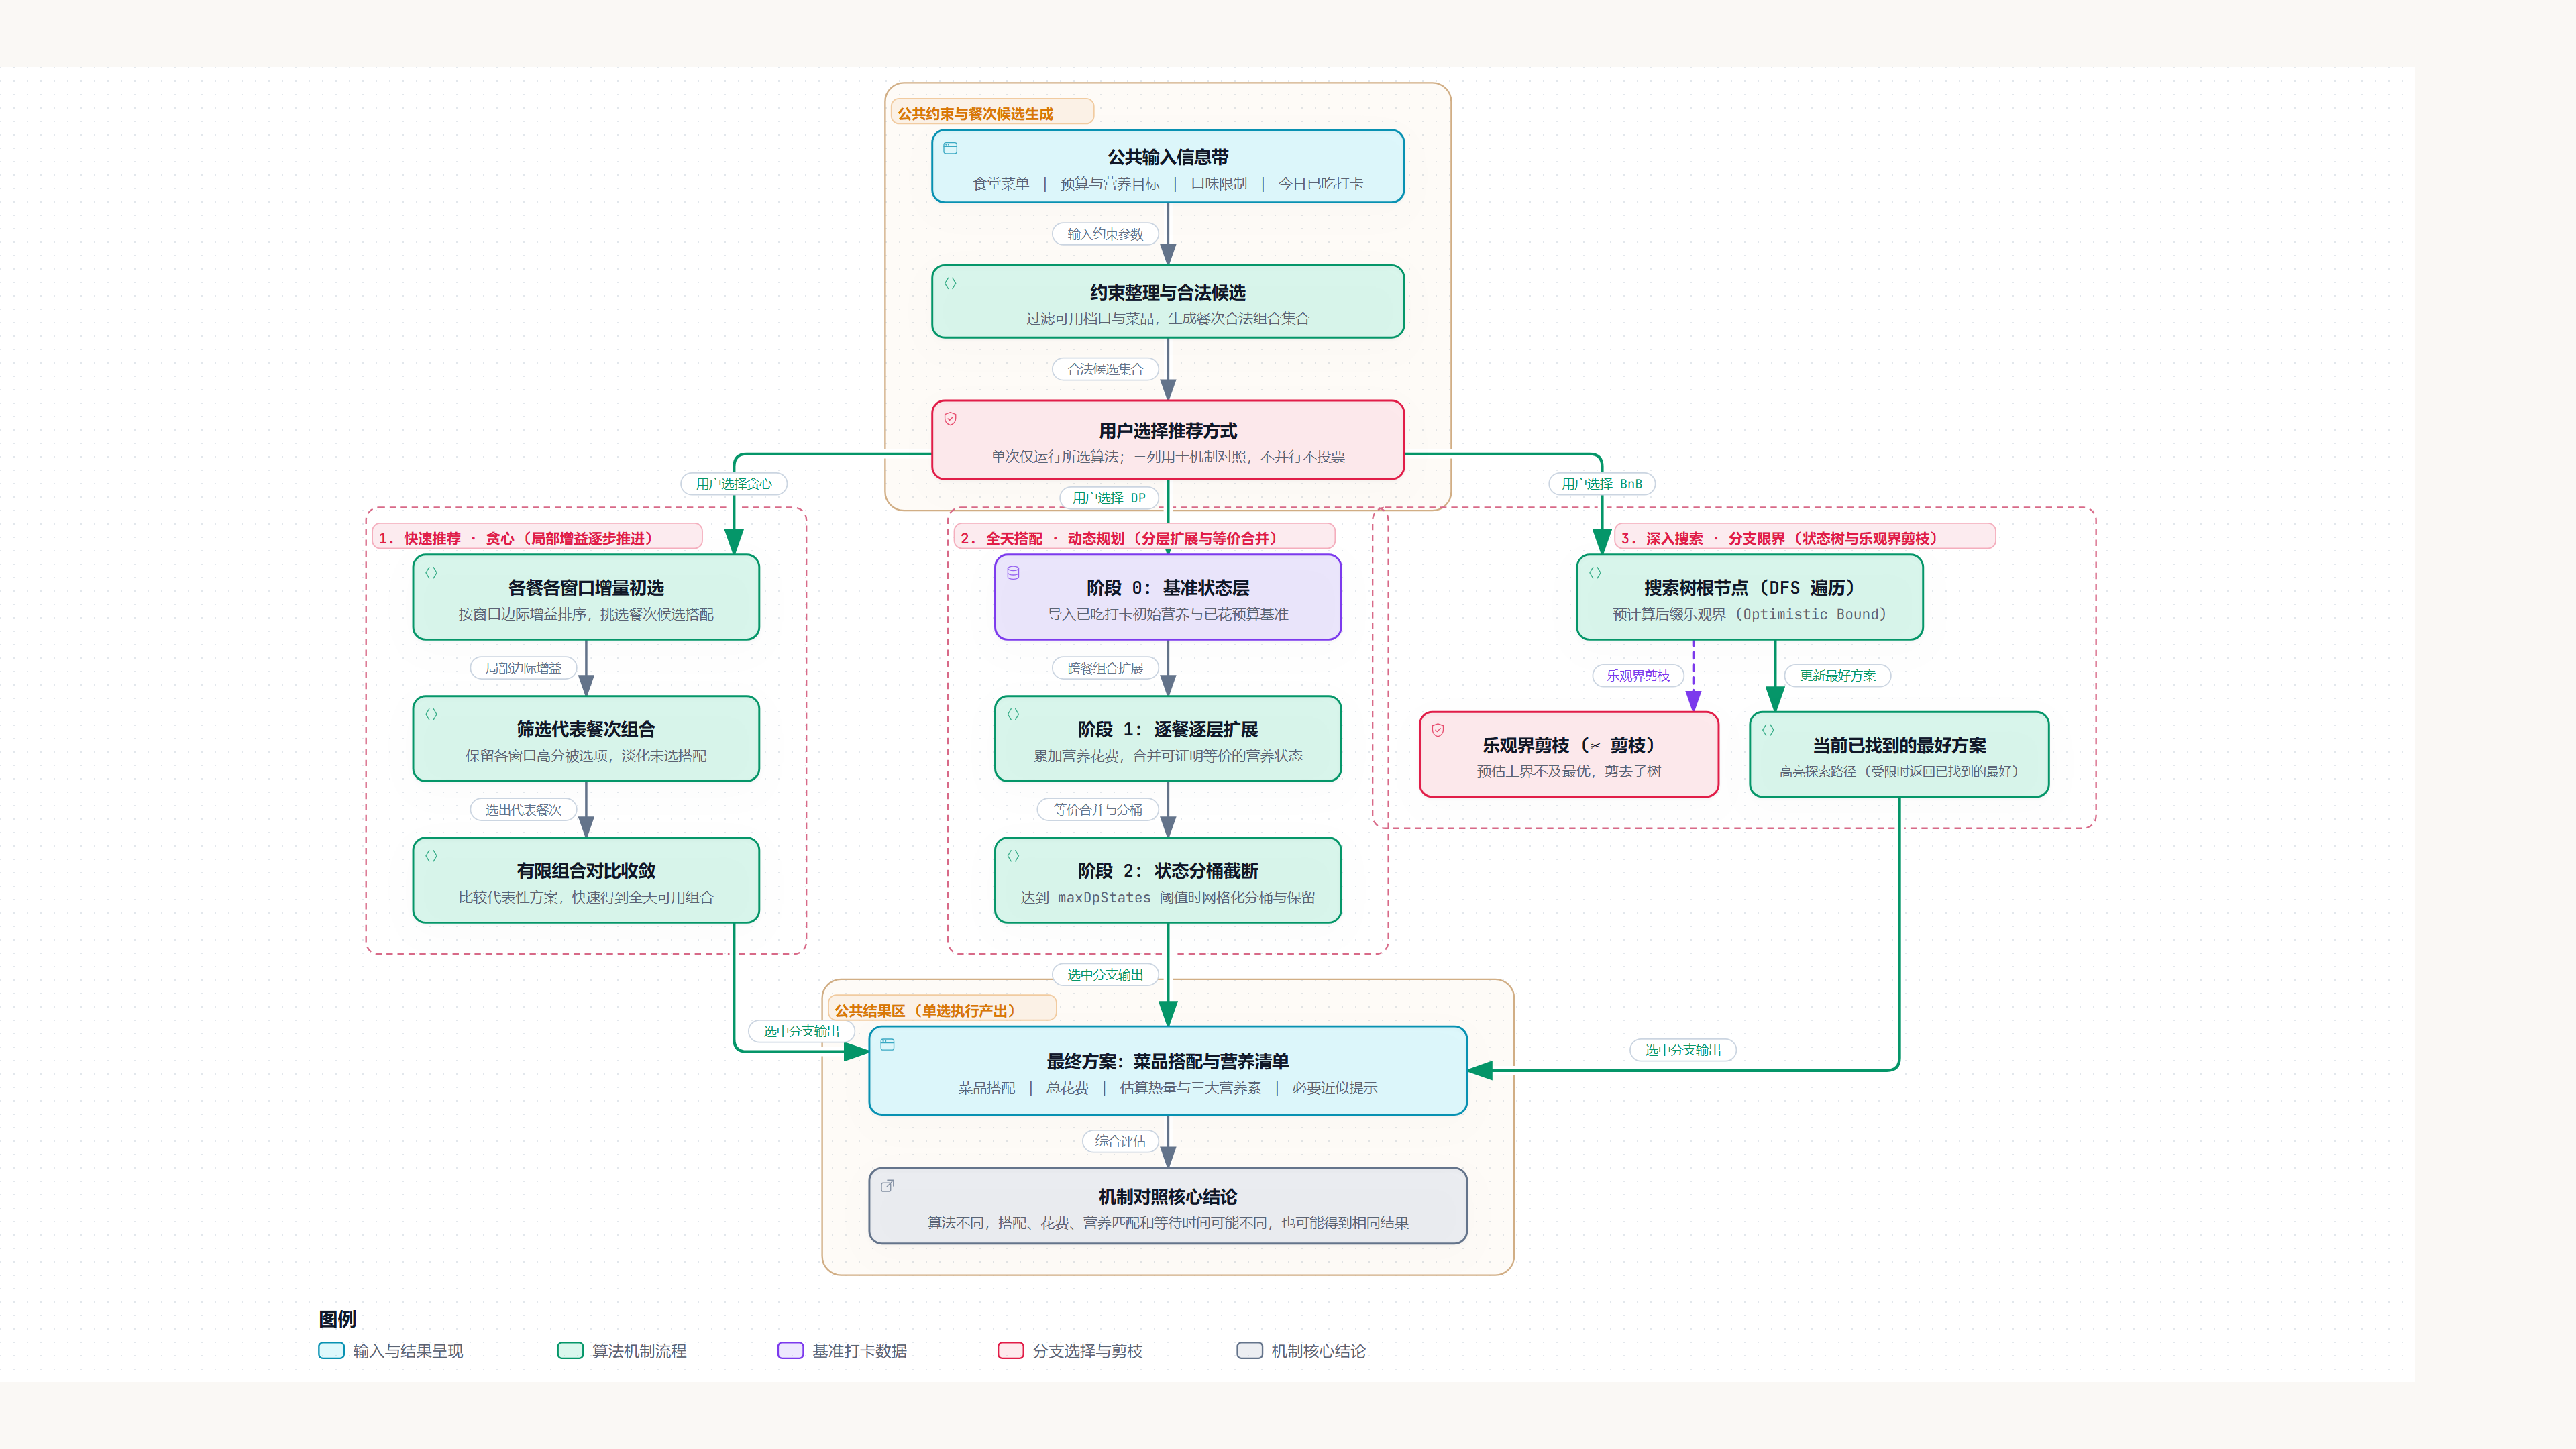 公共约束与餐次候选生成
公共输入信息带
食堂菜单 | 预算与营养目标 | 口味限制 | 今日已吃打卡
输入约束参数
约束整理与合法候选
过滤可用档口与菜品，生成餐次合法组合集合
合法候选集合
用户选择推荐方式
单次仅运行所选算法；三列用于机制对照，不并行不投票
用户选择贪心
用户选择 DP
用户选择 BnB
1. 快速推荐 · 贪心（局部增益逐步推进）
各餐各窗口增量初选
按窗口边际增益排序，挑选餐次候选搭配
局部边际增益
筛选代表餐次组合
保留各窗口高分被选项，淡化未选搭配
选出代表餐次
有限组合对比收敛
比较代表性方案，快速得到全天可用组合
2. 全天搭配 · 动态规划（分层扩展与等价合并）
阶段 0: 基准状态层
导入已吃打卡初始营养与已花预算基准
跨餐组合扩展
阶段 1: 逐餐逐层扩展
累加营养花费，合并可证明等价的营养状态
等价合并与分桶
阶段 2: 状态分桶截断
达到 maxDpStates 阈值时网格化分桶与保留
3. 深入搜索 · 分支限界（状态树与乐观界剪枝）
搜索树根节点（DFS 遍历）
预计算后缀乐观界（Optimistic Bound）
乐观界剪枝
更新最好方案
乐观界剪枝（✂ 剪枝）
预估上界不及最优，剪去子树
当前已找到的最好方案
高亮探索路径（受限时返回已找到的最好）
选中分支输出
选中分支输出
选中分支输出
公共结果区（单选执行产出）
最终方案：菜品搭配与营养清单
菜品搭配 | 总花费 | 估算热量与三大营养素 | 必要近似提示
综合评估
机制对照核心结论
算法不同，搭配、花费、营养匹配和等待时间可能不同，也可能得到相同结果
图例
输入与结果呈现
算法机制流程
基准打卡数据
分支选择与剪枝
机制核心结论